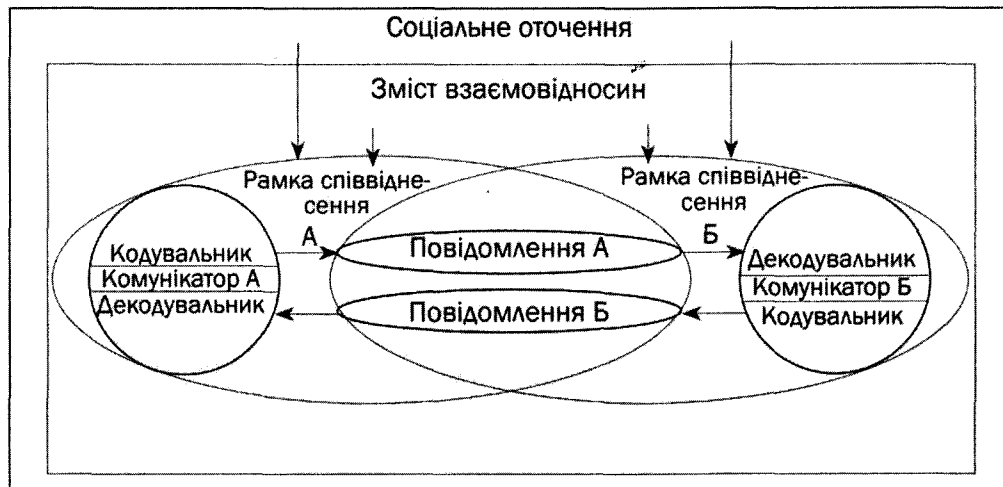 Соціальне оточення
Зміст взаємовідносин
Рамка співвідне-
сення
А
Рамка співвідне-
сення
Б
Кодувальник
Комунікатор А
Декодувальник
Повідомлення А
Повідомлення Б
Декодувальник
Комунікатор Б
Кодувальник